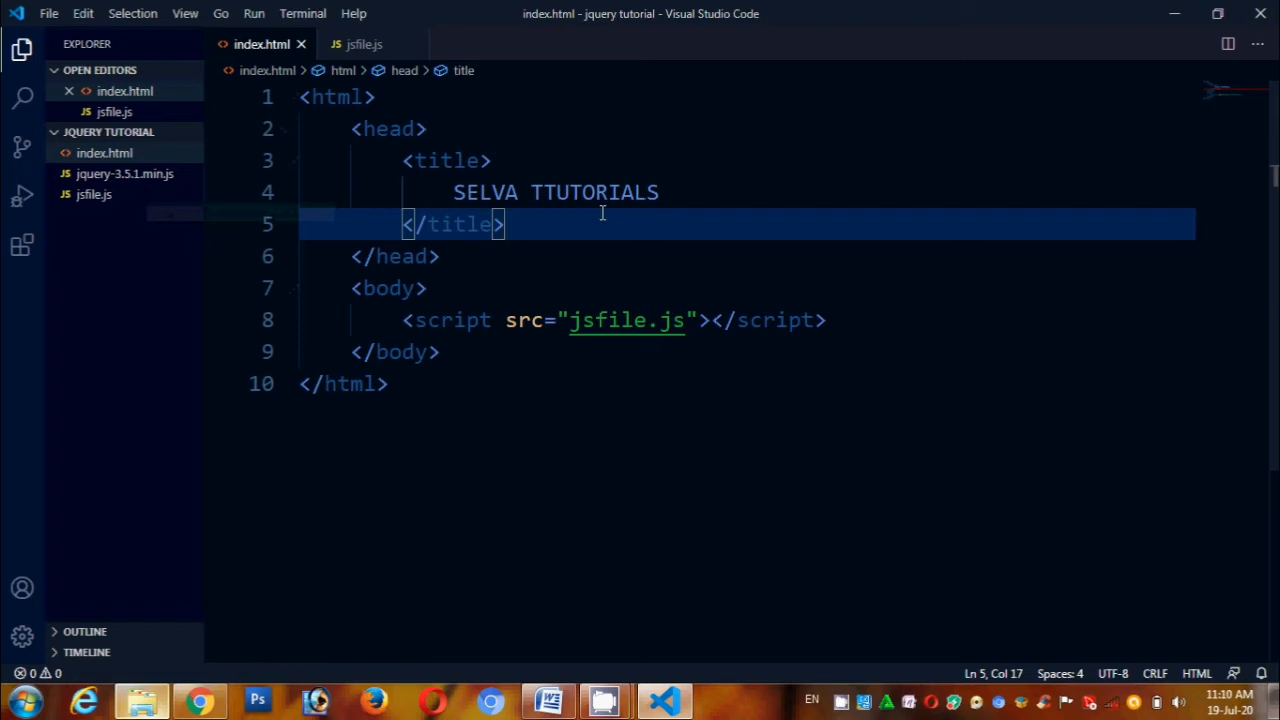 File Edit Selection View Go Run Terminal Help index.html - jquery tutorial - Visual Studio Code
EXPLORER
OPEN EDITORS
index.html
jsfile.js
JQUERY TUTORIAL
index.html
jquery-3.5.1.min.js
jsfile.js
OUTLINE
TIMELINE
index.html jsfile.js
index.html > html > head > title
1 <html>
2 <head>
3 <title>
4 SELVA TTUTORIALS
5 </title>
6 </head>
7 <body>
8 <script src="jsfile.js"></script>
9 </body>
10 </html>
0 0 Ln 5, Col 17 Spaces: 4 UTF-8 CRLF HTML
Ps EN 11:10 AM
19-Jul-20